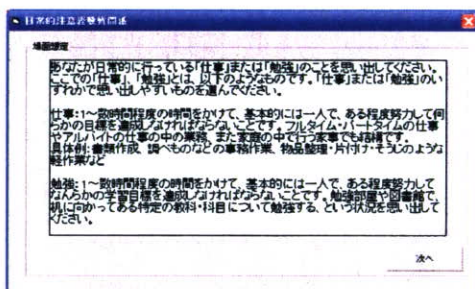 日常的注意経験質問紙
場面想定
あなたが日常的に行っている「仕事」または「勉強」のことを思い出してください。
ここでの「仕事」、「勉強」とは、以下のようなものです。「仕事」または「勉強」のい
ずれかで思い出しやすいものを選んでください。
仕事:1~数時間程度の時間をかけて、基本的には一人で、ある程度努力して何
らかの目標を達成しなければならないことです。フルタイム・パートタイムの仕事
やアルバイトの仕事の中の業務、また家庭の中で行う家事でも結構です。
具体例:書類作成、調べものなどの事務作業、物品整理・片付け・そうじのような
軽作業など
勉強:1~数時間程度の時間をかけて、基本的には一人で、ある程度努力して
なんらかの学習目標を達成しなければならないことです。勉強部屋や図書館で、
机に向かってある特定の教科・科目について勉強する、という状況を思い出して
ください。
次へ